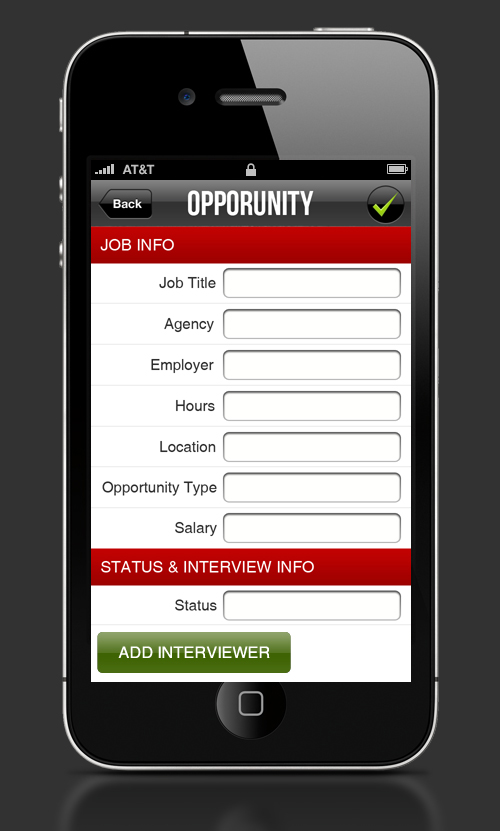 AT&T
Back
OPPORUNITY
JOB INFO
Job Title
Agency
Employer
Hours
Location
Opportunity Type
Salary
STATUS & INTERVIEW INFO
Status
ADD INTERVIEWER